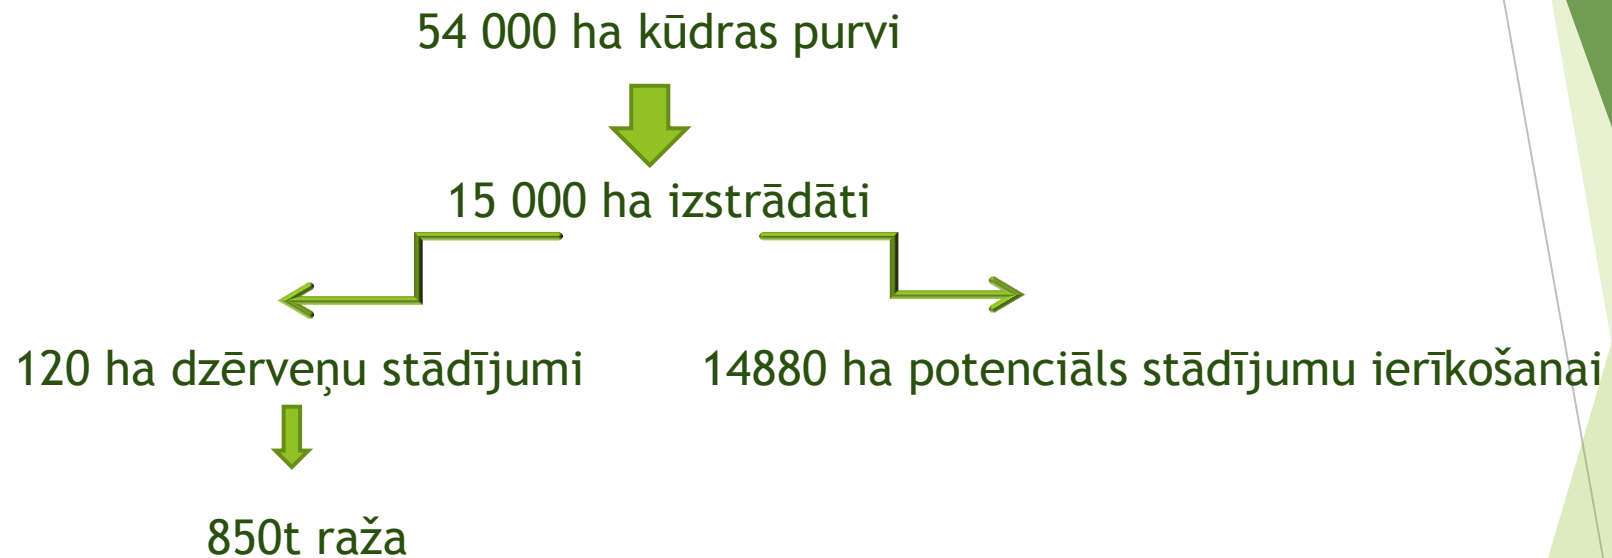 54 000 ha kūdras purvi
15 000 ha izstrādāti
120 ha dzērveņu stādījumi
14880 ha potenciāls stādījumu ierīkošanai
850t raža